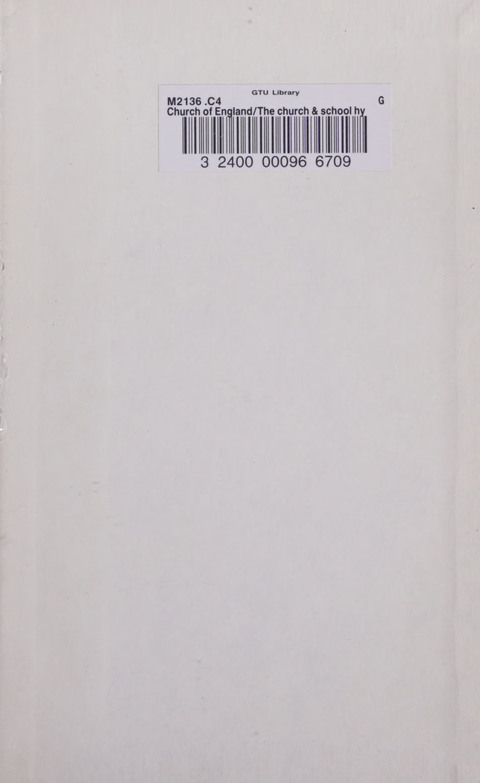 GTU Library
M2136 .C4 G
Church of England/The church & school hy
3 2400 00096 6709